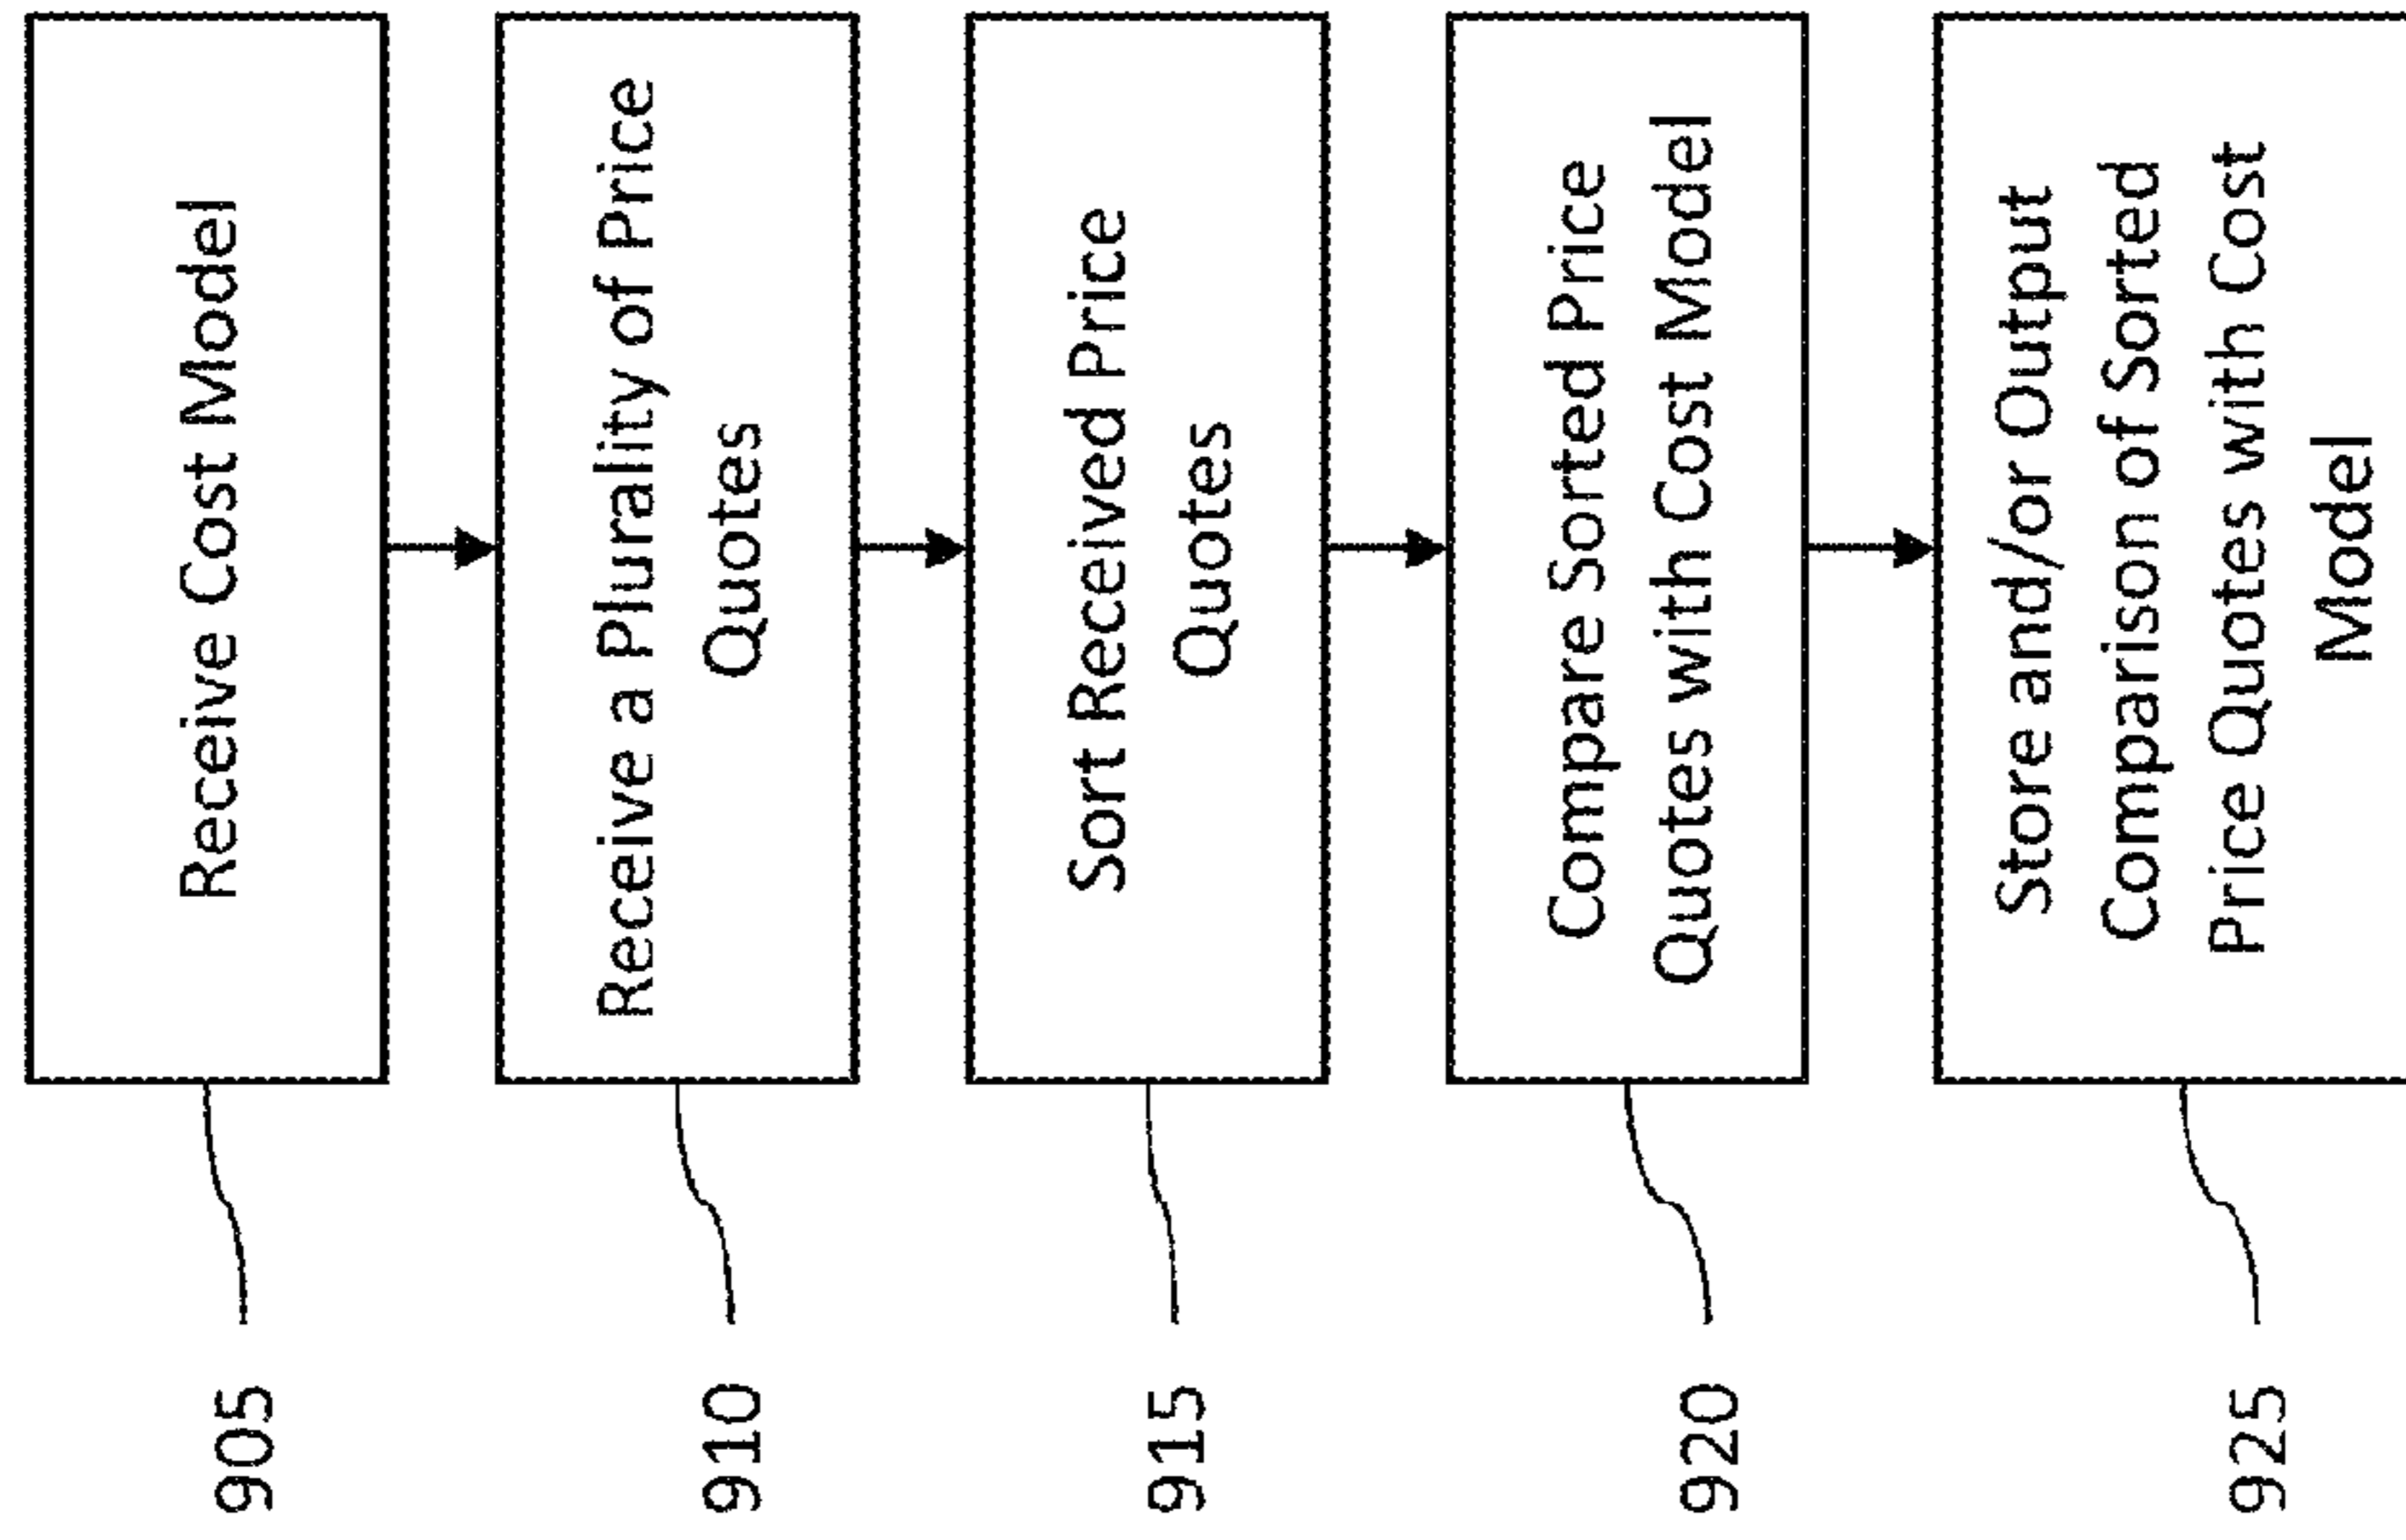 905
Receive Cost Model
910
Receive a Plurality of Price
Quotes
915
Sort Received Price
Quotes
920
Compare Sorted Price
Quotes with Cost Model
925
Store and/or Output
Comparison of Sorted
Price Quotes with Cost
Model